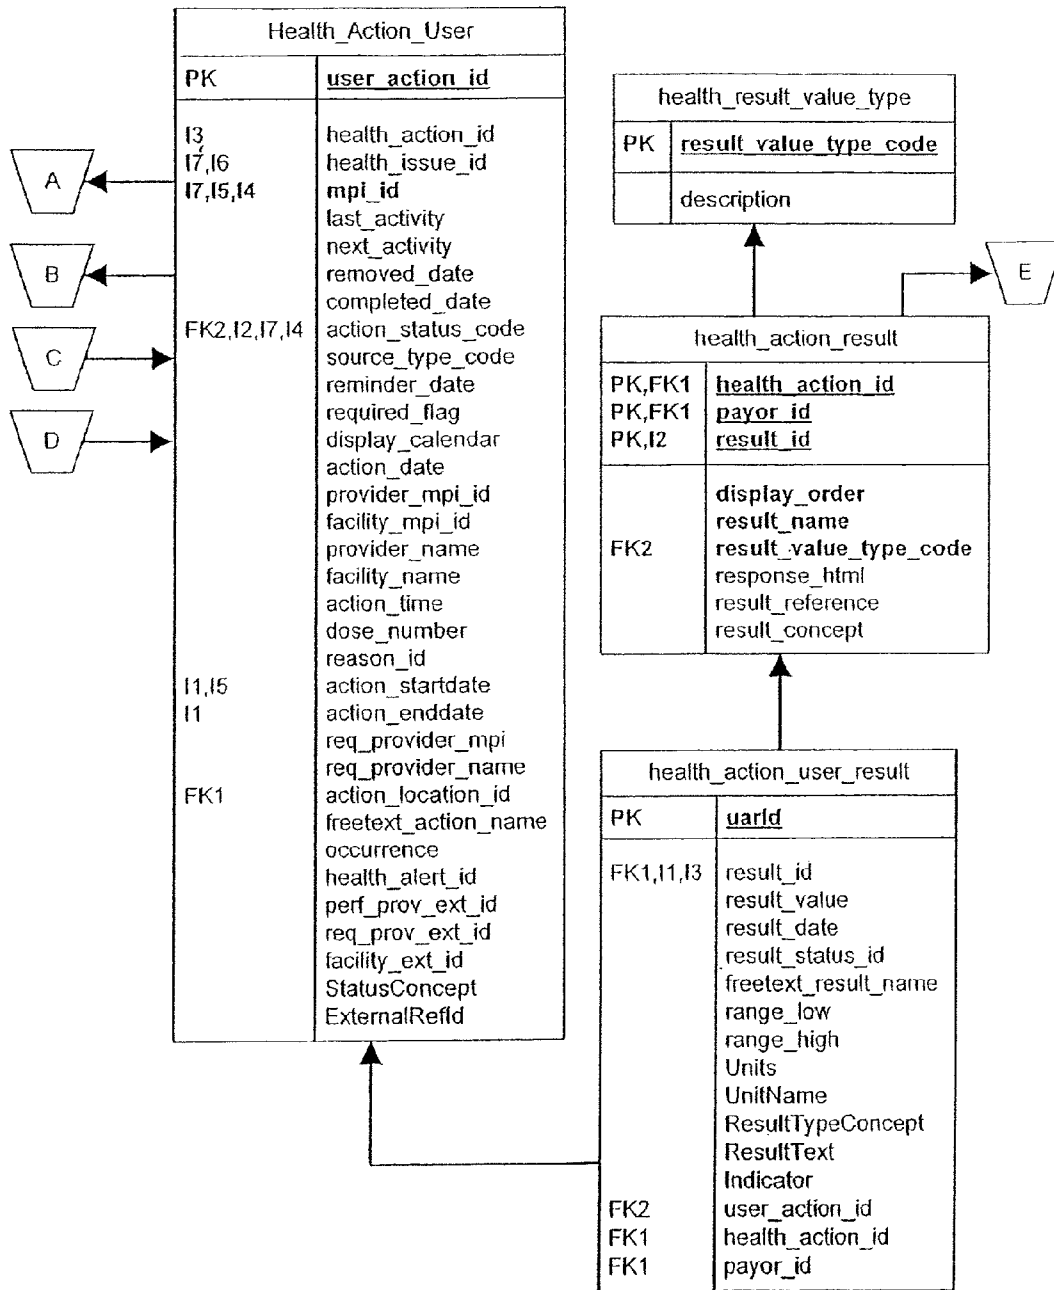 Health_Action_User
PK user_action_id
I3 health_action_id
I7,I6 health_issue_id
I7,I5,I4 mpi_id
last_activity
next_activity
removed_date
completed_date
FK2,I2,I7,I4 action_status_code
source_type_code
reminder_date
required_flag
display_calendar
action_date
provider_mpi_id
facility_mpi_id
provider_name
facility_name
action_time
dose_number
reason_id
I1,I5 action_startdate
I1 action_enddate
req_provider_mpi
req_provider_name
FK1 action_location_id
freetext_action_name
occurrence
health_alert_id
perf_prov_ext_id
req_prov_ext_id
facility_ext_id
StatusConcept
ExternalRefId
A
B
C
D
health_result_value_type
PK result_value_type_code
description
E
health_action_result
PK,FK1 health_action_id
PK,FK1 payor_id
PK,I2 result_id
display_order
result_name
FK2 result_value_type_code
response_html
result_reference
result_concept
health_action_user_result
PK uarId
FK1,I1,I3 result_id
result_value
result_date
result_status_id
freetext_result_name
range_low
range_high
Units
UnitName
ResultTypeConcept
ResultText
Indicator
FK2 user_action_id
FK1 health_action_id
FK1 payor_id